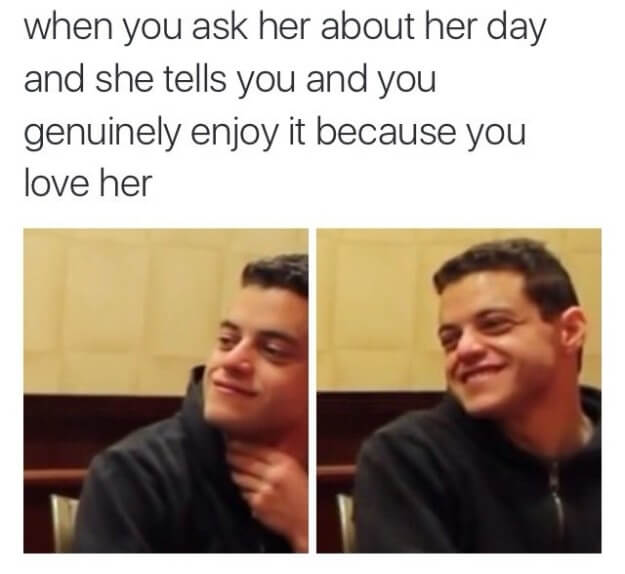 when you ask her about her day
and she tells you and you
genuinely enjoy it because you
love her